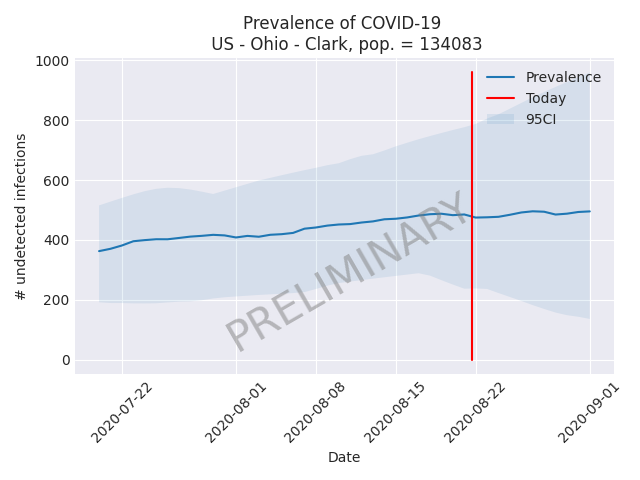 Prevalence of COVID-19
US - Ohio - Clark, pop. = 134083
# undetected infections
1000
800
600
400
200
0
Prevalence
Today
95CI
PRELIMINARY
2020-07-22
2020-08-01
2020-08-08
2020-08-15
2020-08-22
2020-09-01
Date